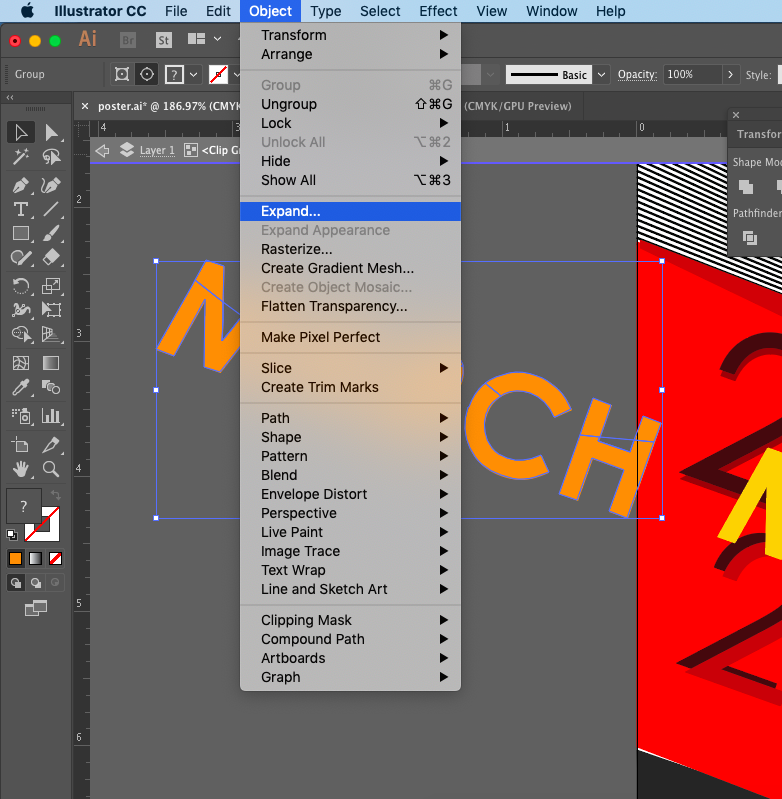 Illustrator CC File Edit Object Type Select Effect View Window Help
Ai Br St
Group ? Basic Opacity: 100% Style:
× poster.ai* @ 186.97% (CMYK (CMYK/GPU Preview)
4 3 1 0
Layer 1 <Clip Gr
Transform ▶
Arrange ▶
Group ⌘G
Ungroup ⇧⌘G
Lock ▶
Unlock All ⌥⌘2
Hide ▶
Show All ⌥⌘3
Expand...
Expand Appearance
Rasterize...
Create Gradient Mesh...
Create Object Mosaic...
Flatten Transparency...
Make Pixel Perfect
Slice ▶
Create Trim Marks
Path ▶
Shape ▶
Pattern ▶
Blend ▶
Envelope Distort ▶
Perspective ▶
Live Paint ▶
Image Trace ▶
Text Wrap ▶
Line and Sketch Art ▶
Clipping Mask ▶
Compound Path ▶
Artboards ▶
Graph ▶
Transfor
Shape Mod
Pathfinder
2
3
4
5
6
?
CH
2
2